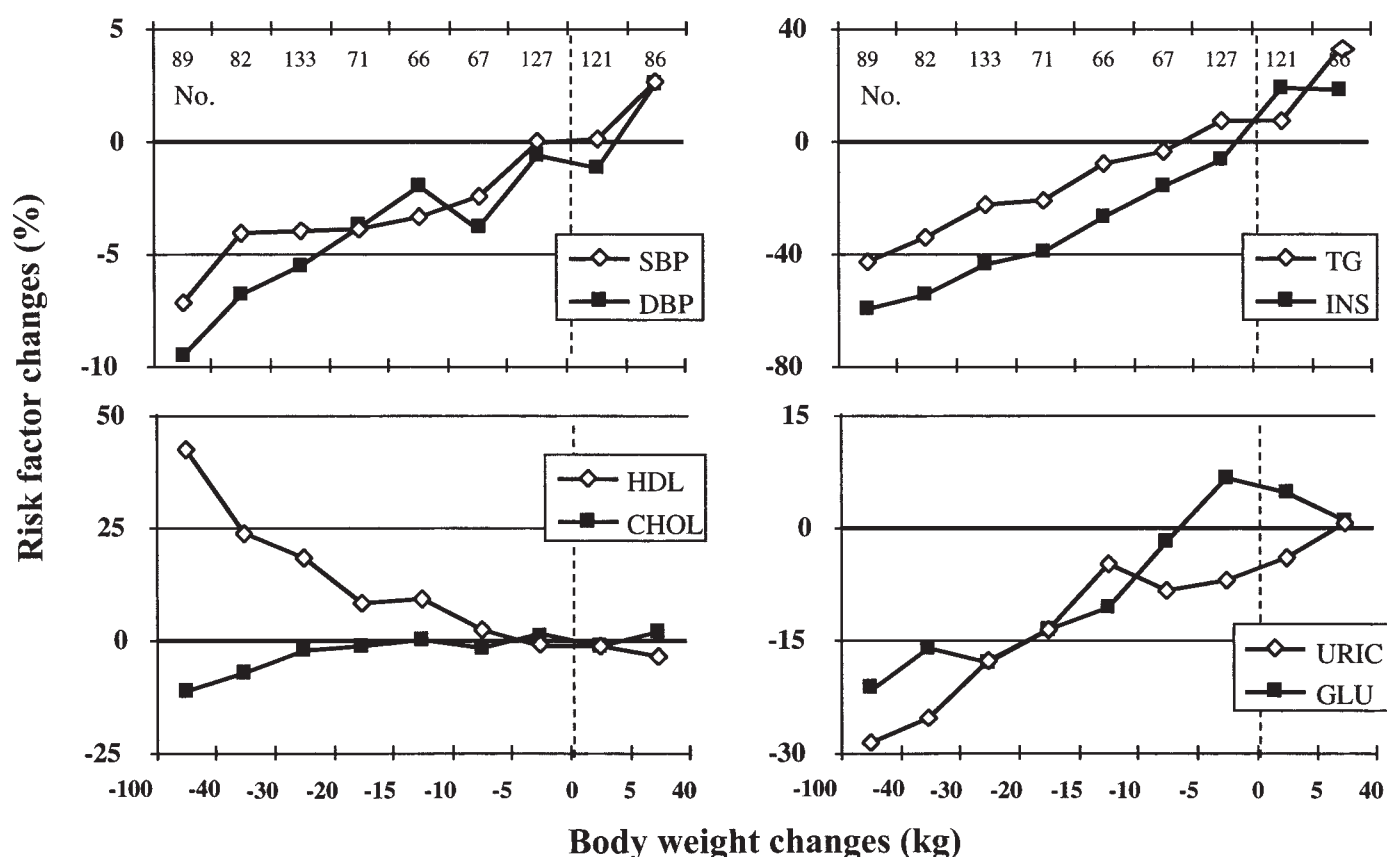 5
40
89 82 133 71 66 67 127 121 86
89 82 133 71 66 67 127 121 86
No.
No.
0
0
-5
-40
SBP
DBP
TG
INS
-10
-80
50
15
HDL
CHOL
25
0
0
-15
URIC
GLU
-25
-30
-100 -40 -30 -20 -15 -10 -5 0 5 40
-100 -40 -30 -20 -15 -10 -5 0 5 40
Risk factor changes (%)
Body weight changes (kg)